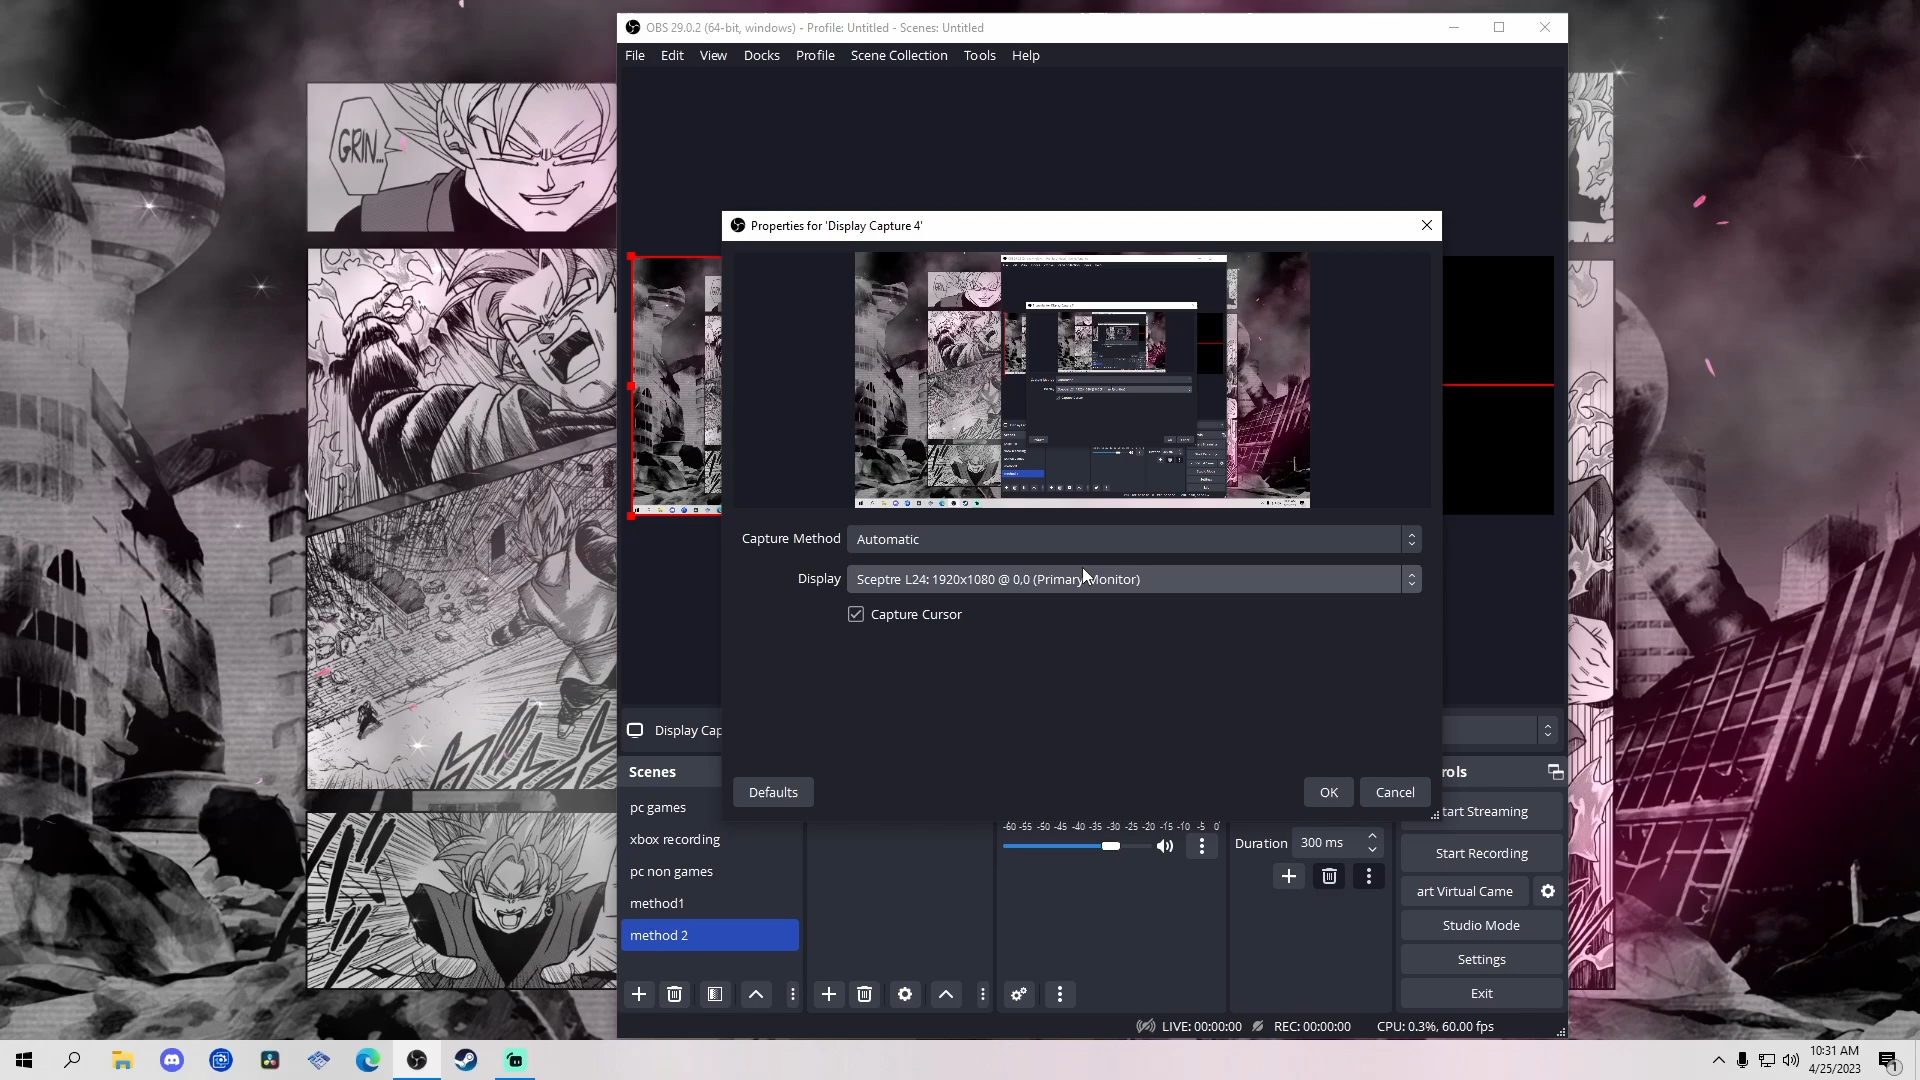 OBS 29.0.2 (64-bit, windows) - Profile: Untitled - Scenes: Untitled
File Edit View Docks Profile Scene Collection Tools Help
GRIN...
Properties for 'Display Capture 4'
Capture Method Automatic
Display Sceptre L24: 1920x1080 @ 0,0 (Primary Monitor)
Capture Cursor
Display Cap
Defaults OK Cancel
Scenes
rols
pc games
xbox recording
pc non games
method1
method 2
-60 -55 -50 -45 -40 -35 -30 -25 -20 -15 -10 -5 0
Duration 300 ms
tart Streaming
Start Recording
art Virtual Came
Studio Mode
Settings
Exit
LIVE: 00:00:00 REC: 00:00:00 CPU: 0.3%, 60.00 fps
10:31 AM
4/25/2023
1